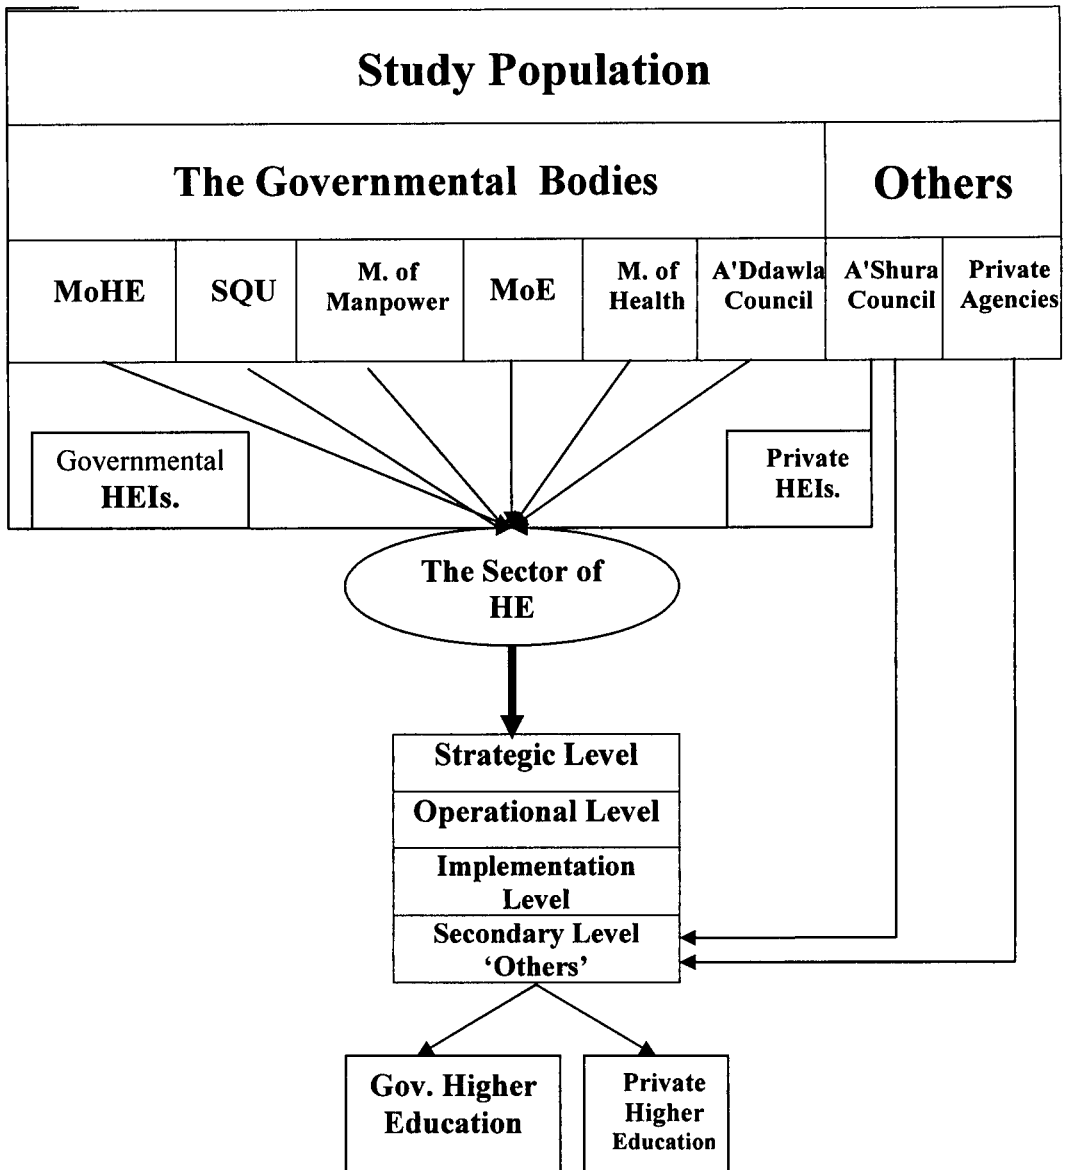 Study Population
The Governmental Bodies
Others
MoHE
SQU
M. of
Manpower
MoE
M. of
Health
A'Ddawla
Council
A'Shura
Council
Private
Agencies
Governmental
HEIs.
Private
HEIs.
The Sector of
HE
Strategic Level
Operational Level
Implementation
Level
Secondary Level
‘Others’
Gov. Higher
Education
Private
Higher
Education